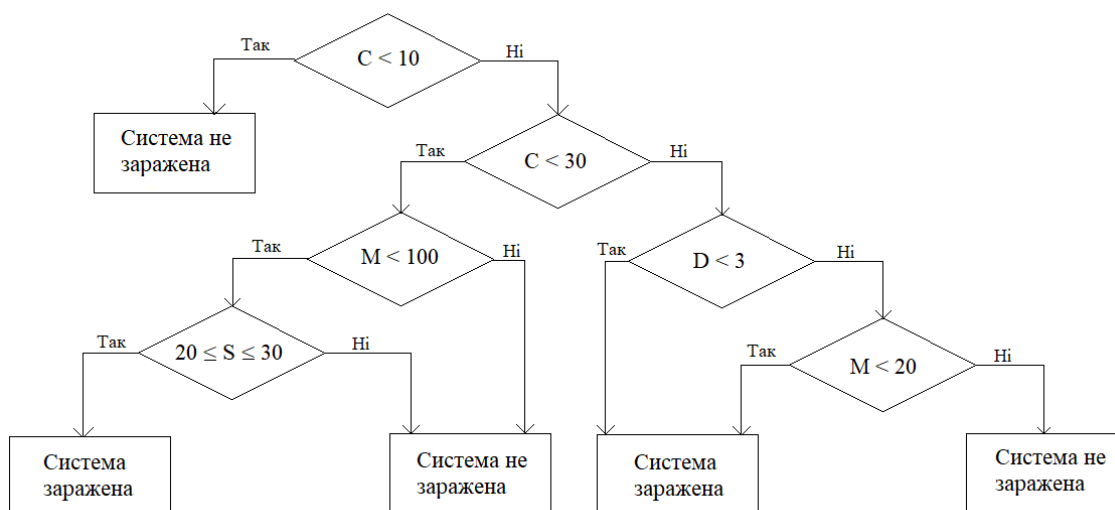 Так
C < 10
Ні
Система не
заражена
Так
C < 30
Ні
Так
M < 100
Ні
Так
D < 3
Ні
Так
20 ≤ S ≤ 30
Ні
Так
M < 20
Ні
Система
заражена
Система не
заражена
Система
заражена
Система не
заражена